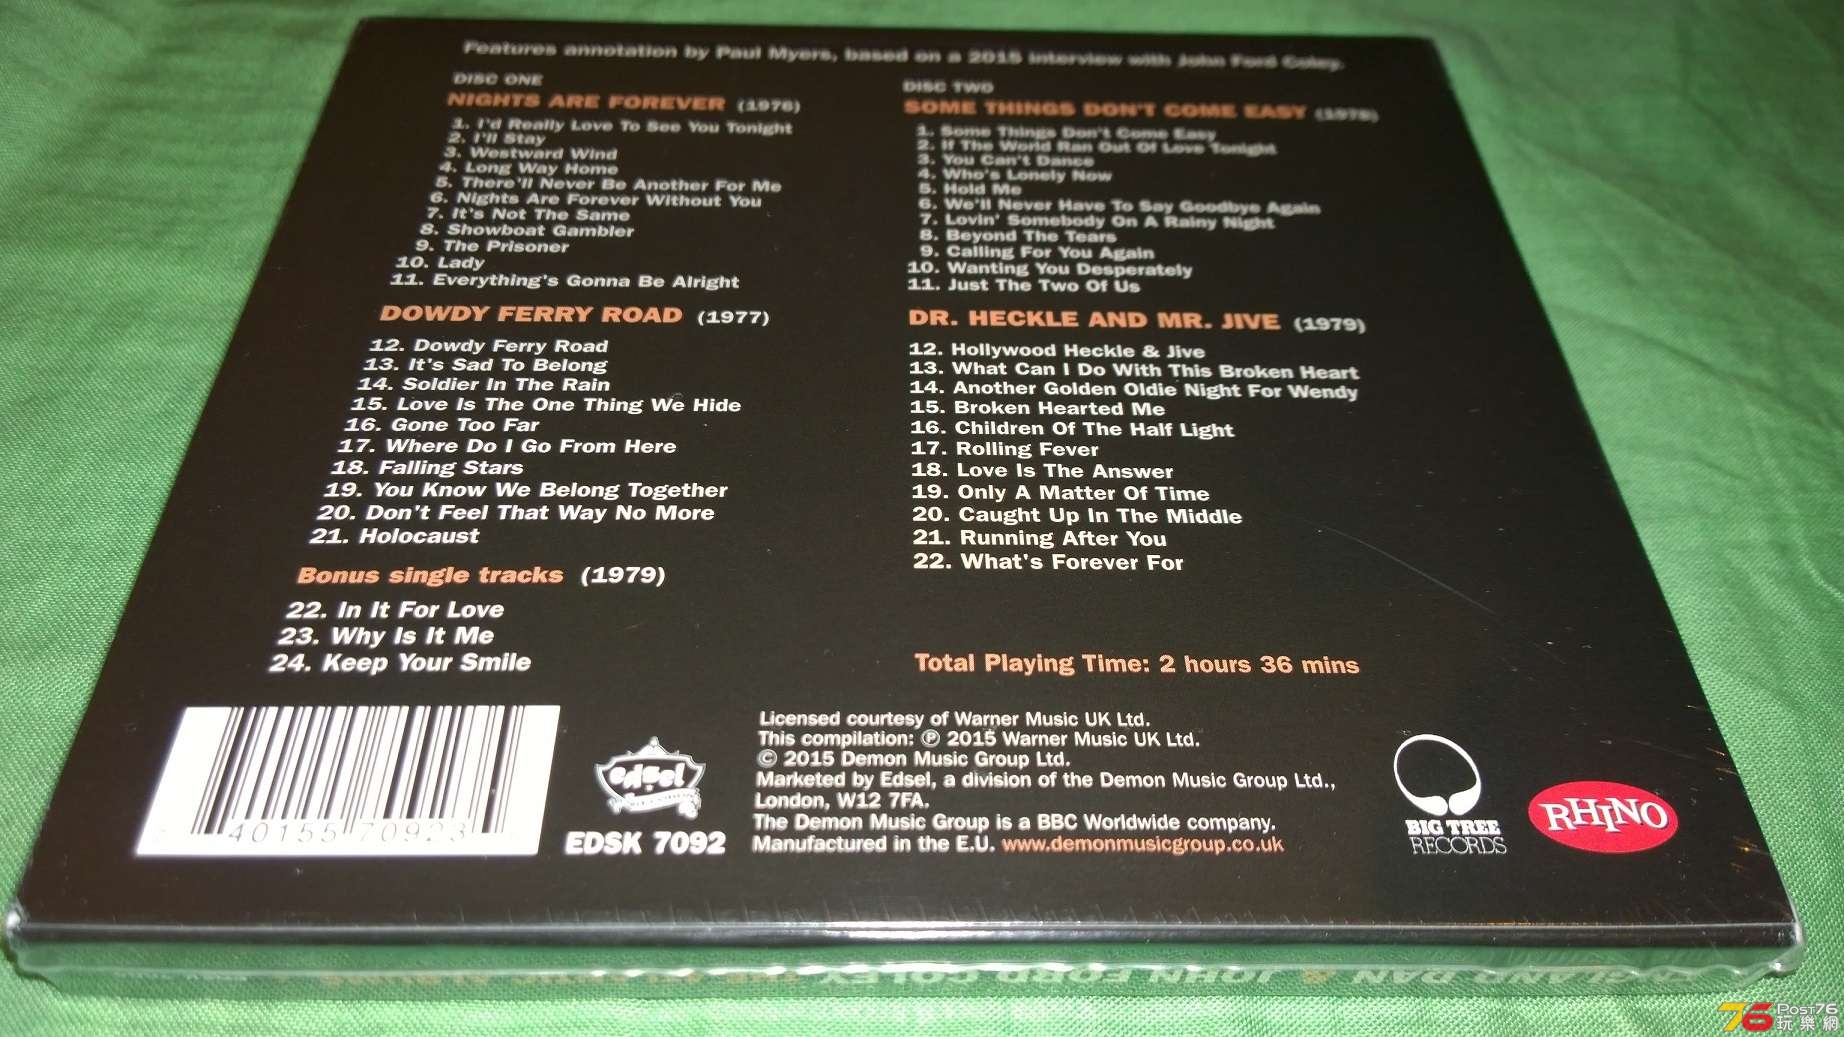 Features annotation by Paul Myers, based on a 2015 interview with John Ford Coley.
DISC ONE
NIGHTS ARE FOREVER (1976)
1. I'd Really Love To See You Tonight
2. I'll Stay
3. Westward Wind
4. Long Way Home
5. There'll Never Be Another For Me
6. Nights Are Forever Without You
7. It's Not The Same
8. Showboat Gambler
9. The Prisoner
10. Lady
11. Everything's Gonna Be Alright
DOWDY FERRY ROAD (1977)
12. Dowdy Ferry Road
13. It's Sad To Belong
14. Soldier In The Rain
15. Love Is The One Thing We Hide
16. Gone Too Far
17. Where Do I Go From Here
18. Falling Stars
19. You Know We Belong Together
20. Don't Feel That Way No More
21. Holocaust
Bonus single tracks (1979)
22. In It For Love
23. Why Is It Me
24. Keep Your Smile
DISC TWO
SOME THINGS DON'T COME EASY (1978)
1. Some Things Don't Come Easy
2. If The World Ran Out Of Love Tonight
3. You Can't Dance
4. Who's Lonely Now
5. Hold Me
6. We'll Never Have To Say Goodbye Again
7. Lovin' Somebody On A Rainy Night
8. Beyond The Tears
9. Calling For You Again
10. Wanting You Desperately
11. Just The Two Of Us
DR. HECKLE AND MR. JIVE (1979)
12. Hollywood Heckle & Jive
13. What Can I Do With This Broken Heart
14. Another Golden Oldie Night For Wendy
15. Broken Hearted Me
16. Children Of The Half Light
17. Rolling Fever
18. Love Is The Answer
19. Only A Matter Of Time
20. Caught Up In The Middle
21. Running After You
22. What's Forever For
Total Playing Time: 2 hours 36 mins
40155 70923
edsel
EDSK 7092
Licensed courtesy of Warner Music UK Ltd.
This compilation: ℗ 2015 Warner Music UK Ltd.
© 2015 Demon Music Group Ltd.
Marketed by Edsel, a division of the Demon Music Group Ltd.,
London, W12 7FA.
The Demon Music Group is a BBC Worldwide company.
Manufactured in the E.U. www.demonmusicgroup.co.uk
BIG TREE
RECORDS
RHINO
DAN & JOHN FORD COLEY
76 Post76
玩樂網